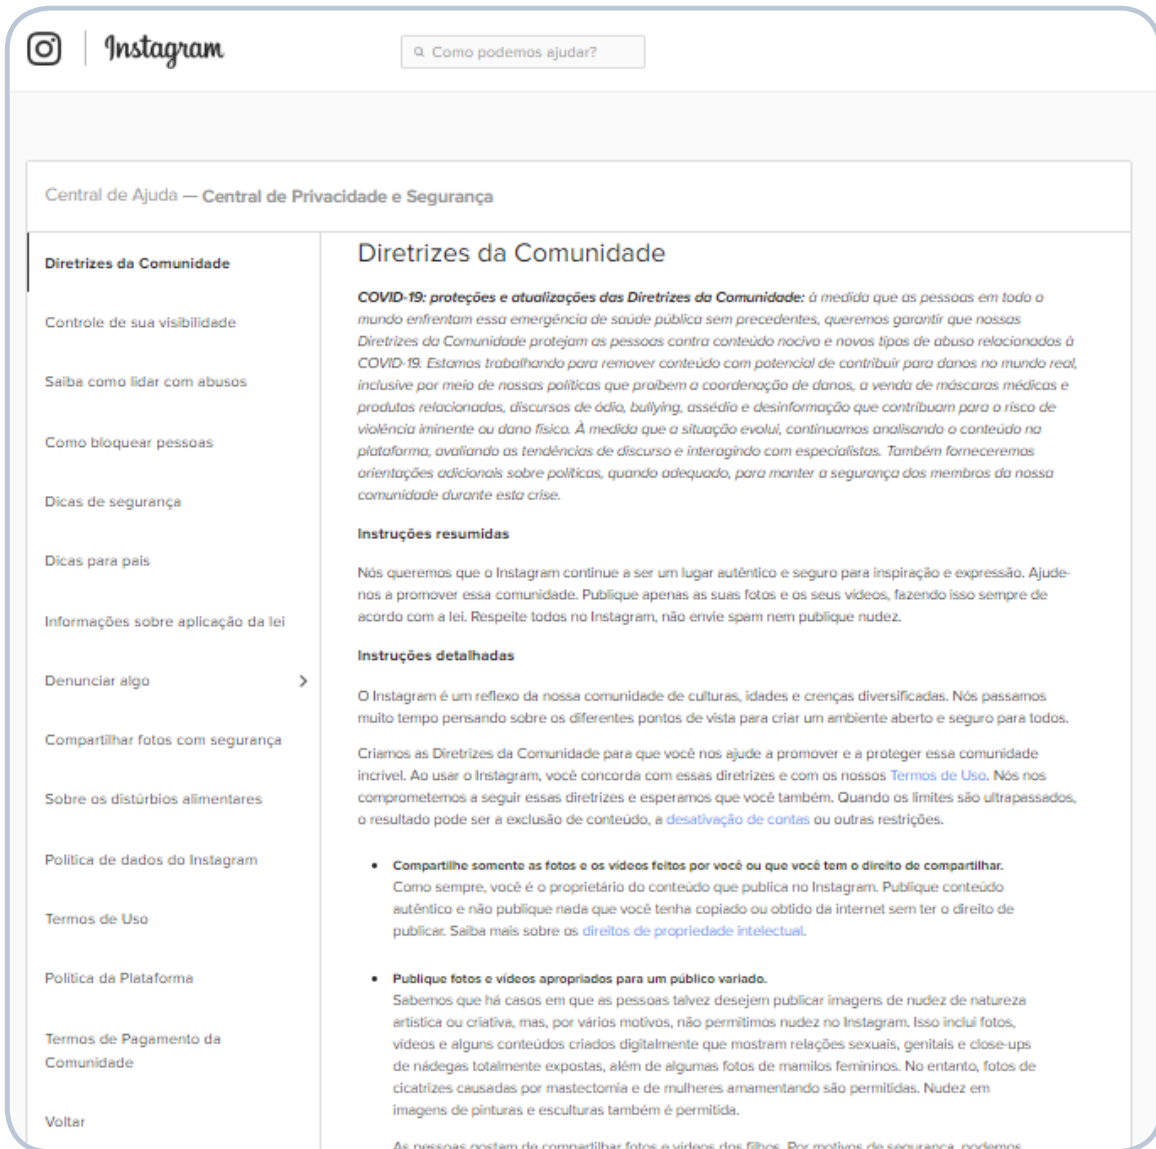 Instagram
Como podemos ajudar?
Central de Ajuda — Central de Privacidade e Segurança
Diretrizes da Comunidade
Controle de sua visibilidade
Saiba como lidar com abusos
Como bloquear pessoas
Dicas de segurança
Dicas para pais
Informações sobre aplicação da lei
Denunciar algo
Compartilhar fotos com segurança
Sobre os distúrbios alimentares
Política de dados do Instagram
Termos de Uso
Política da Plataforma
Termos de Pagamento da
Comunidade
Voltar
Diretrizes da Comunidade
COVID-19: proteções e atualizações das Diretrizes da Comunidade: à medida que as pessoas em todo o
mundo enfrentam essa emergência de saúde pública sem precedentes, queremos garantir que nossas
Diretrizes da Comunidade protejam as pessoas contra conteúdo nocivo e novos tipos de abuso relacionados à
COVID-19. Estamos trabalhando para remover conteúdo com potencial de contribuir para danos no mundo real,
inclusive por meio de nossas políticas que proíbem a coordenação de danos, a venda de máscaras médicas e
produtos relacionados, discursos de ódio, bullying, assédio e desinformação que contribuam para o risco de
violência iminente ou dano físico. À medida que a situação evolui, continuamos analisando o conteúdo na
plataforma, avaliando as tendências de discurso e interagindo com especialistas. Também forneceremos
orientações adicionais sobre políticas, quando adequado, para manter a segurança dos membros da nossa
comunidade durante esta crise.
Instruções resumidas
Nós queremos que o Instagram continue a ser um lugar autêntico e seguro para inspiração e expressão. Ajude-
nos a promover essa comunidade. Publique apenas as suas fotos e os seus vídeos, fazendo isso sempre de
acordo com a lei. Respeite todos no Instagram, não envie spam nem publique nudez.
Instruções detalhadas
O Instagram é um reflexo da nossa comunidade de culturas, idades e crenças diversificadas. Nós passamos
muito tempo pensando sobre os diferentes pontos de vista para criar um ambiente aberto e seguro para todos.
Criamos as Diretrizes da Comunidade para que você nos ajude a promover e a proteger essa comunidade
incrível. Ao usar o Instagram, você concorda com essas diretrizes e com os nossos Termos de Uso. Nós nos
comprometemos a seguir essas diretrizes e esperamos que você também. Quando os limites são ultrapassados,
o resultado pode ser a exclusão de conteúdo, a desativação de contas ou outras restrições.
• Compartilhe somente as fotos e os vídeos feitos por você ou que você tem o direito de compartilhar.
Como sempre, você é o proprietário do conteúdo que publica no Instagram. Publique conteúdo
autêntico e não publique nada que você tenha copiado ou obtido da internet sem ter o direito de
publicar. Saiba mais sobre os direitos de propriedade intelectual.
• Publique fotos e vídeos apropriados para um público variado.
Sabemos que há casos em que as pessoas talvez desejem publicar imagens de nudez de natureza
artística ou criativa, mas, por vários motivos, não permitimos nudez no Instagram. Isso inclui fotos,
vídeos e alguns conteúdos criados digitalmente que mostram relações sexuais, genitais e close-ups
de nádegas totalmente expostas, além de algumas fotos de mamilos femininos. No entanto, fotos de
cicatrizes causadas por mastectomia e de mulheres amamentando são permitidas. Nudez em
imagens de pinturas e esculturas também é permitida.
As pessoas gostam de compartilhar fotos e vídeos dos filhos. Por motivos de segurança, podemos